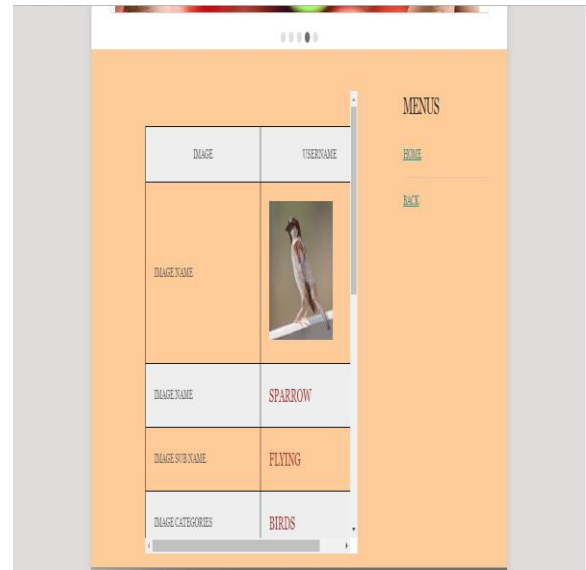 MENUS
IMAGE USERNAME
HOME
BACK
IMAGE NAME
IMAGE NAME SPARROW
IMAGE SUB NAME FLYING
IMAGE CATEGORIES BIRDS